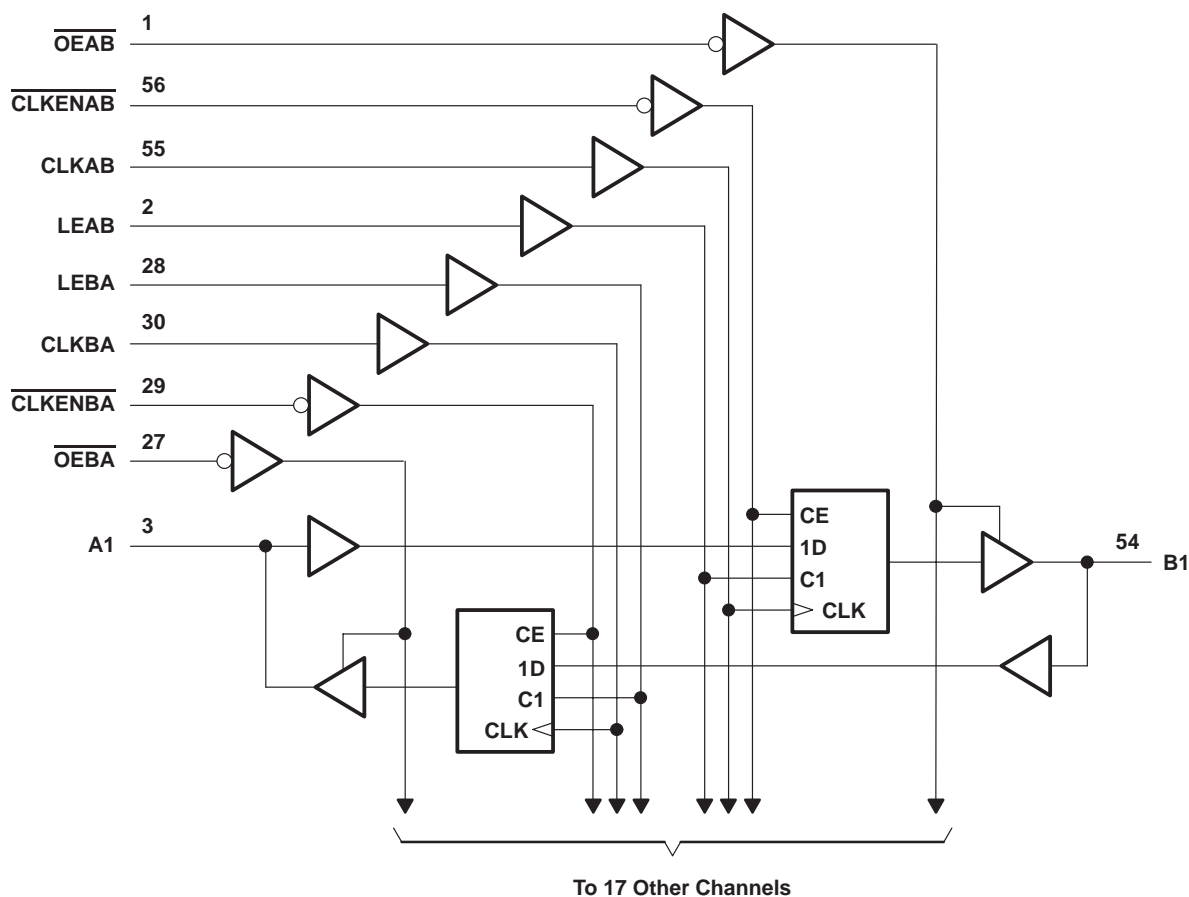 1
OEAB
56
CLKENAB
55
CLKAB
2
LEAB
28
LEBA
30
CLKBA
29
CLKENBA
27
OEBA
3
A1
CE
1D
C1
CLK
54
B1
CE
1D
C1
CLK
To 17 Other Channels